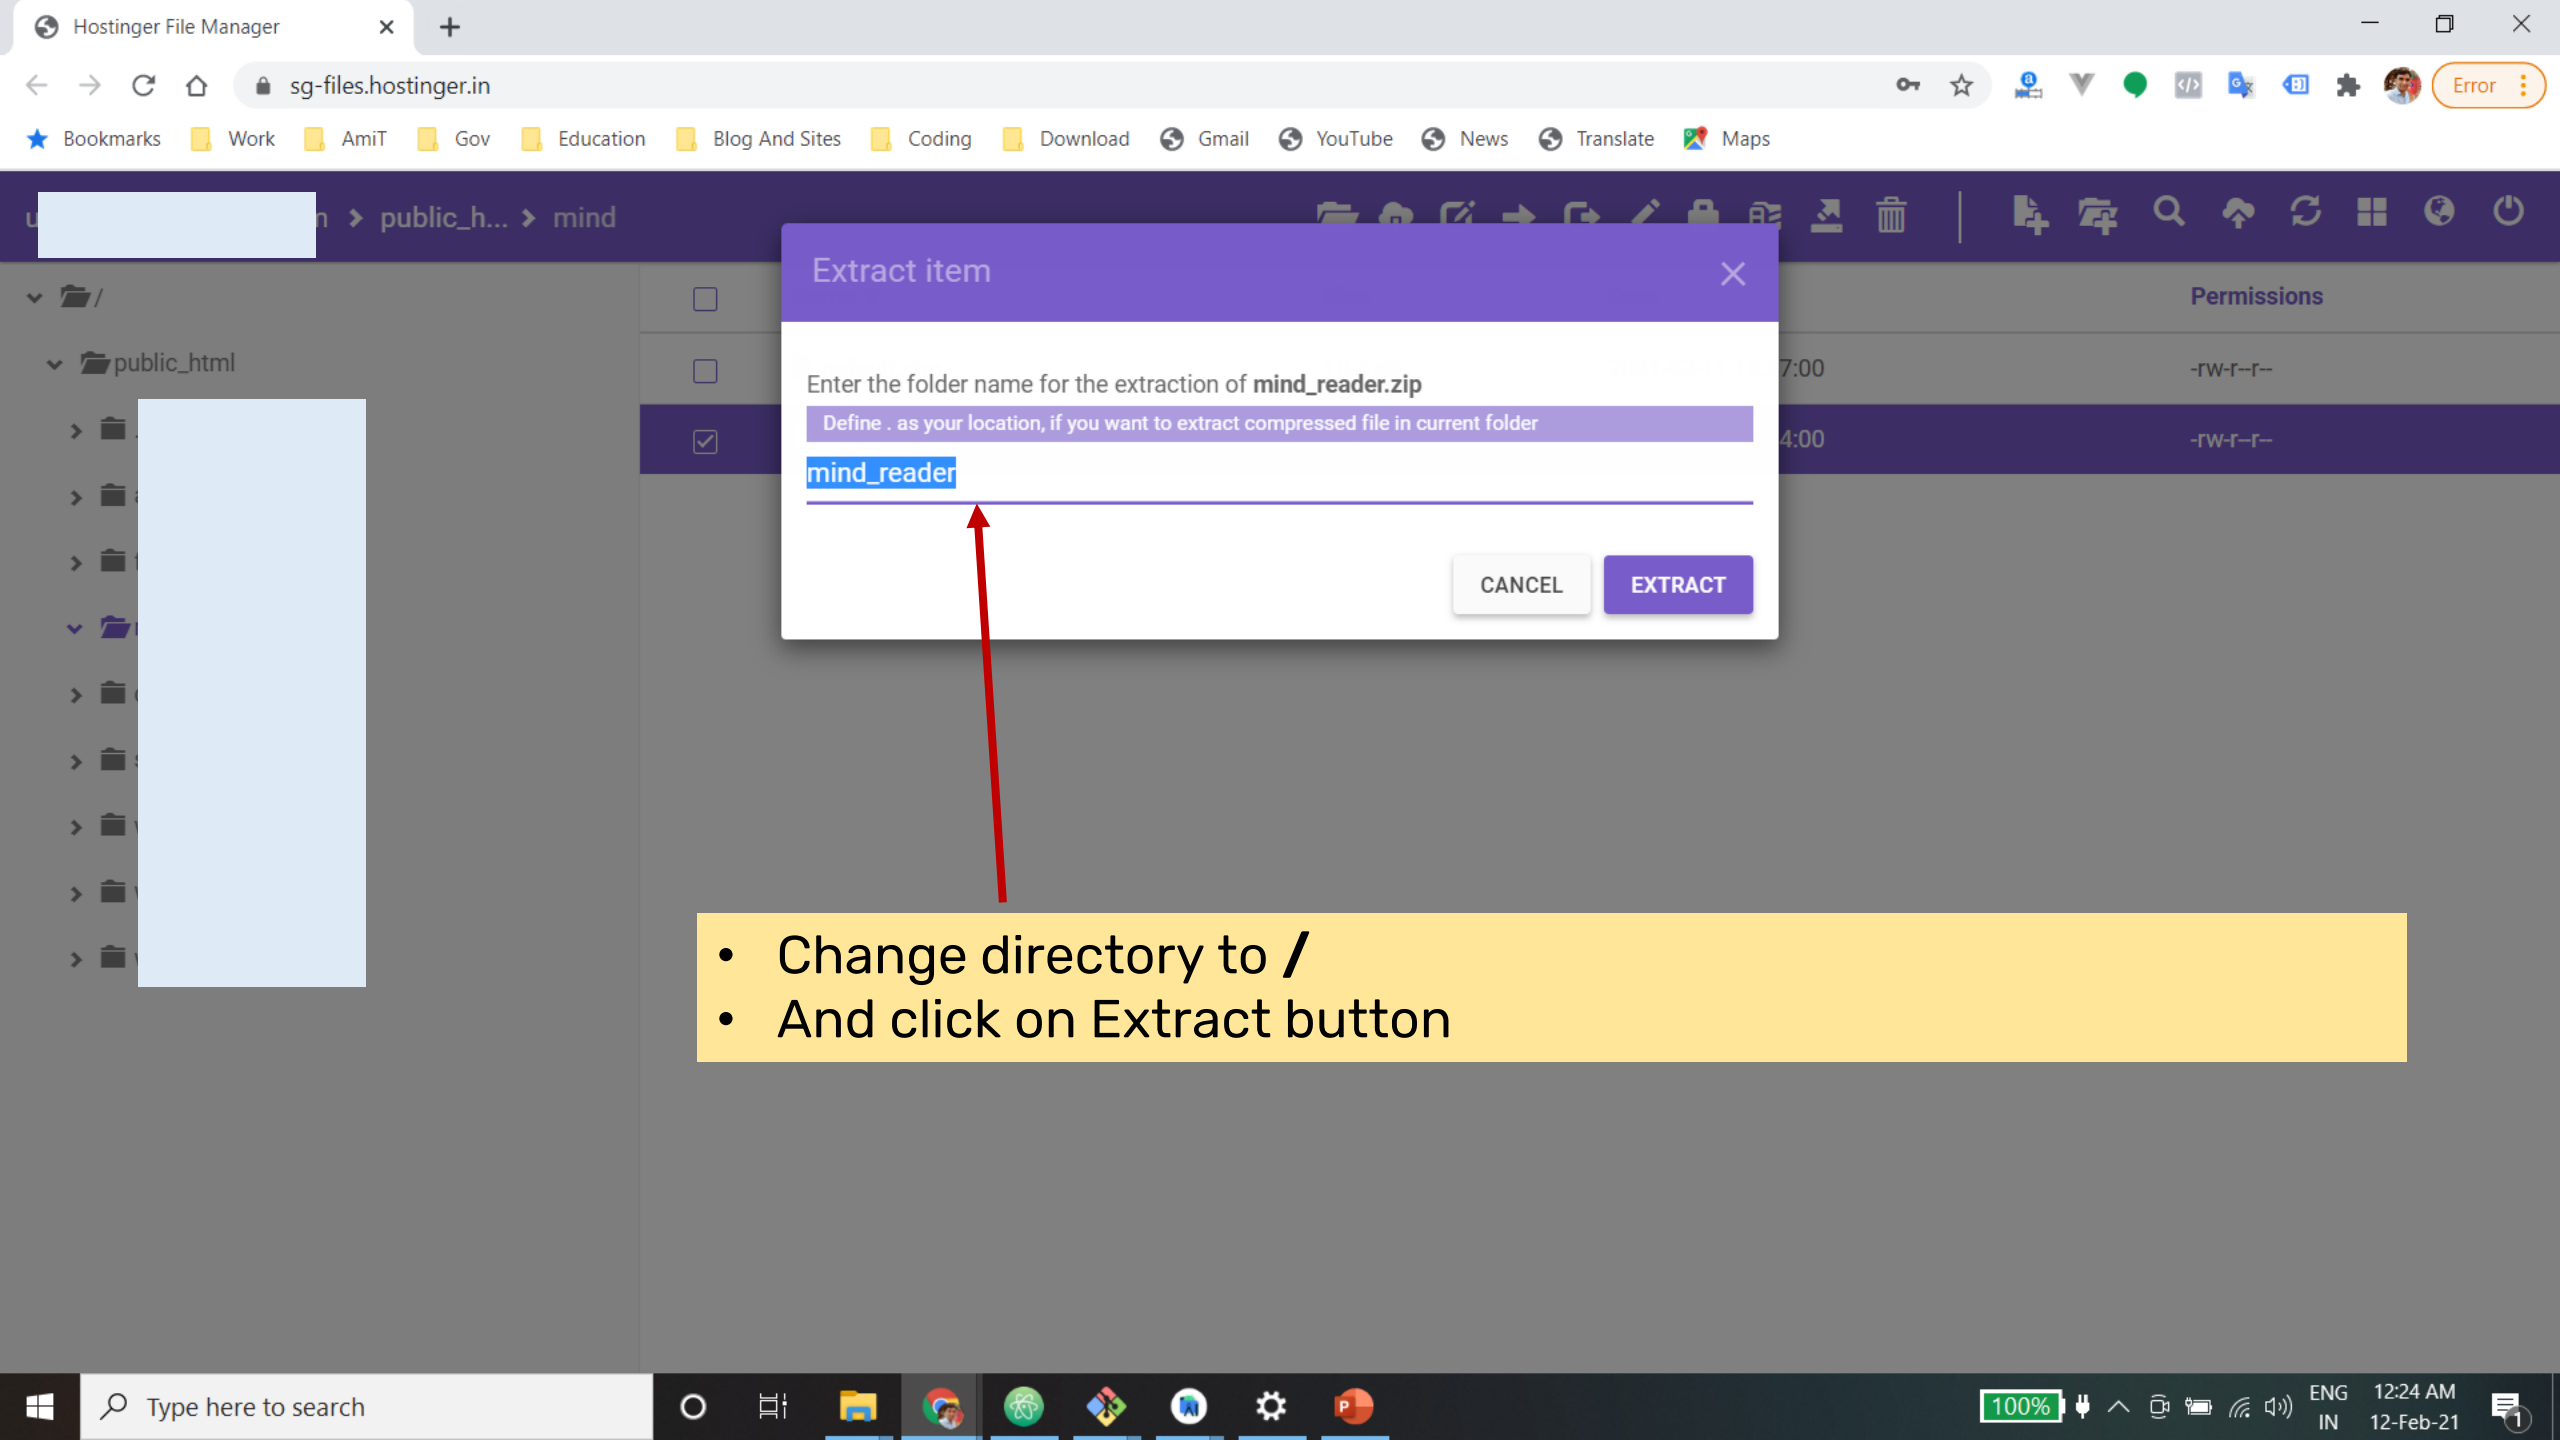 Hostinger File Manager
sg-files.hostinger.in
Error
Bookmarks Work AmiT Gov Education Blog And Sites Coding Download Gmail YouTube News Translate Maps
public_h... mind
Extract item
/
Permissions
public_html
7:00 -rw-r--r--
Enter the folder name for the extraction of mind_reader.zip
Define . as your location, if you want to extract compressed file in current folder
4:00 -rw-r--r--
mind_reader
CANCEL EXTRACT
• Change directory to /
• And click on Extract button
Type here to search
100%
ENG
IN
12:24 AM
12-Feb-21
1